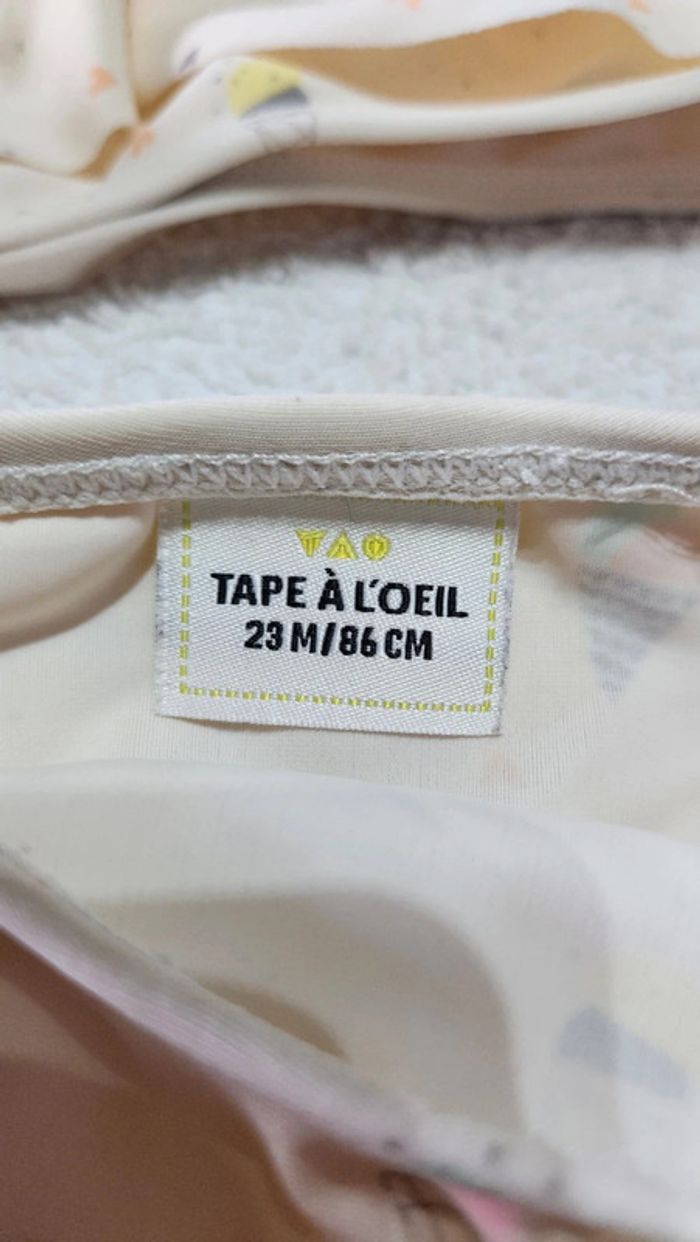 TAO
TAPE À L'OEIL
23 M/86 CM